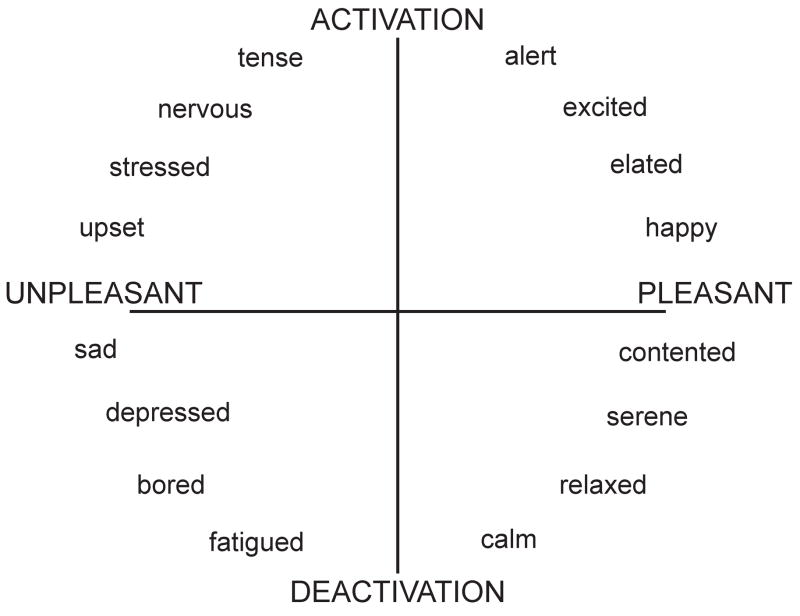 ACTIVATION
tense
alert
nervous
excited
stressed
elated
upset
happy
UNPLEASANT
PLEASANT
sad
contented
depressed
serene
bored
relaxed
fatigued
calm
DEACTIVATION